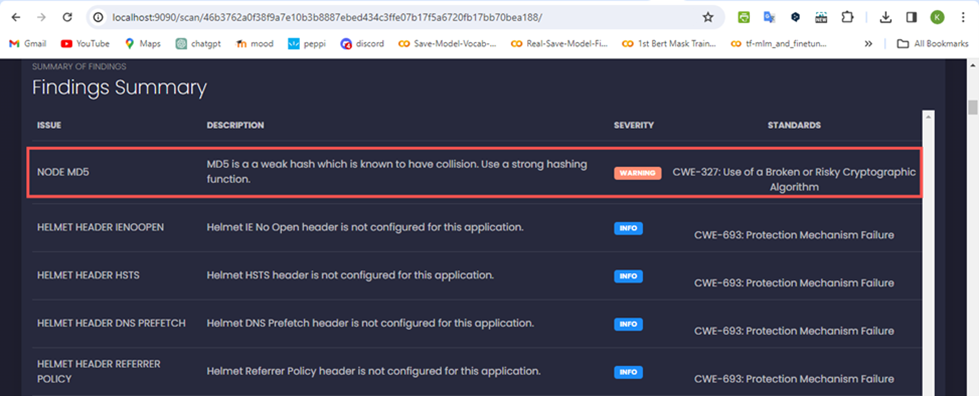 localhost:9090/scan/46b3762a0f38f9a7e10b3b8887ebed434c3ffe07b17f5a6720fb17bb70bea188/
K
Gmail YouTube Maps chatgpt mood peppi discord Save-Model-Vocab-... Real-Save-Model-Fi... 1st Bert Mask Train... tf-mlm_and_finetun... » All Bookmarks
SUMMARY OF FINDINGS
Findings Summary
ISSUE DESCRIPTION SEVERITY STANDARDS
NODE MD5
MD5 is a a weak hash which is known to have collision. Use a strong hashing
function.
WARNING
CWE-327: Use of a Broken or Risky Cryptographic
Algorithm
HELMET HEADER IENOOPEN Helmet IE No Open header is not configured for this application. INFO CWE-693: Protection Mechanism Failure
HELMET HEADER HSTS Helmet HSTS header is not configured for this application. INFO CWE-693: Protection Mechanism Failure
HELMET HEADER DNS PREFETCH Helmet DNS Prefetch header is not configured for this application. INFO CWE-693: Protection Mechanism Failure
HELMET HEADER REFERRER
POLICY
Helmet Referrer Policy header is not configured for this application. INFO CWE-693: Protection Mechanism Failure